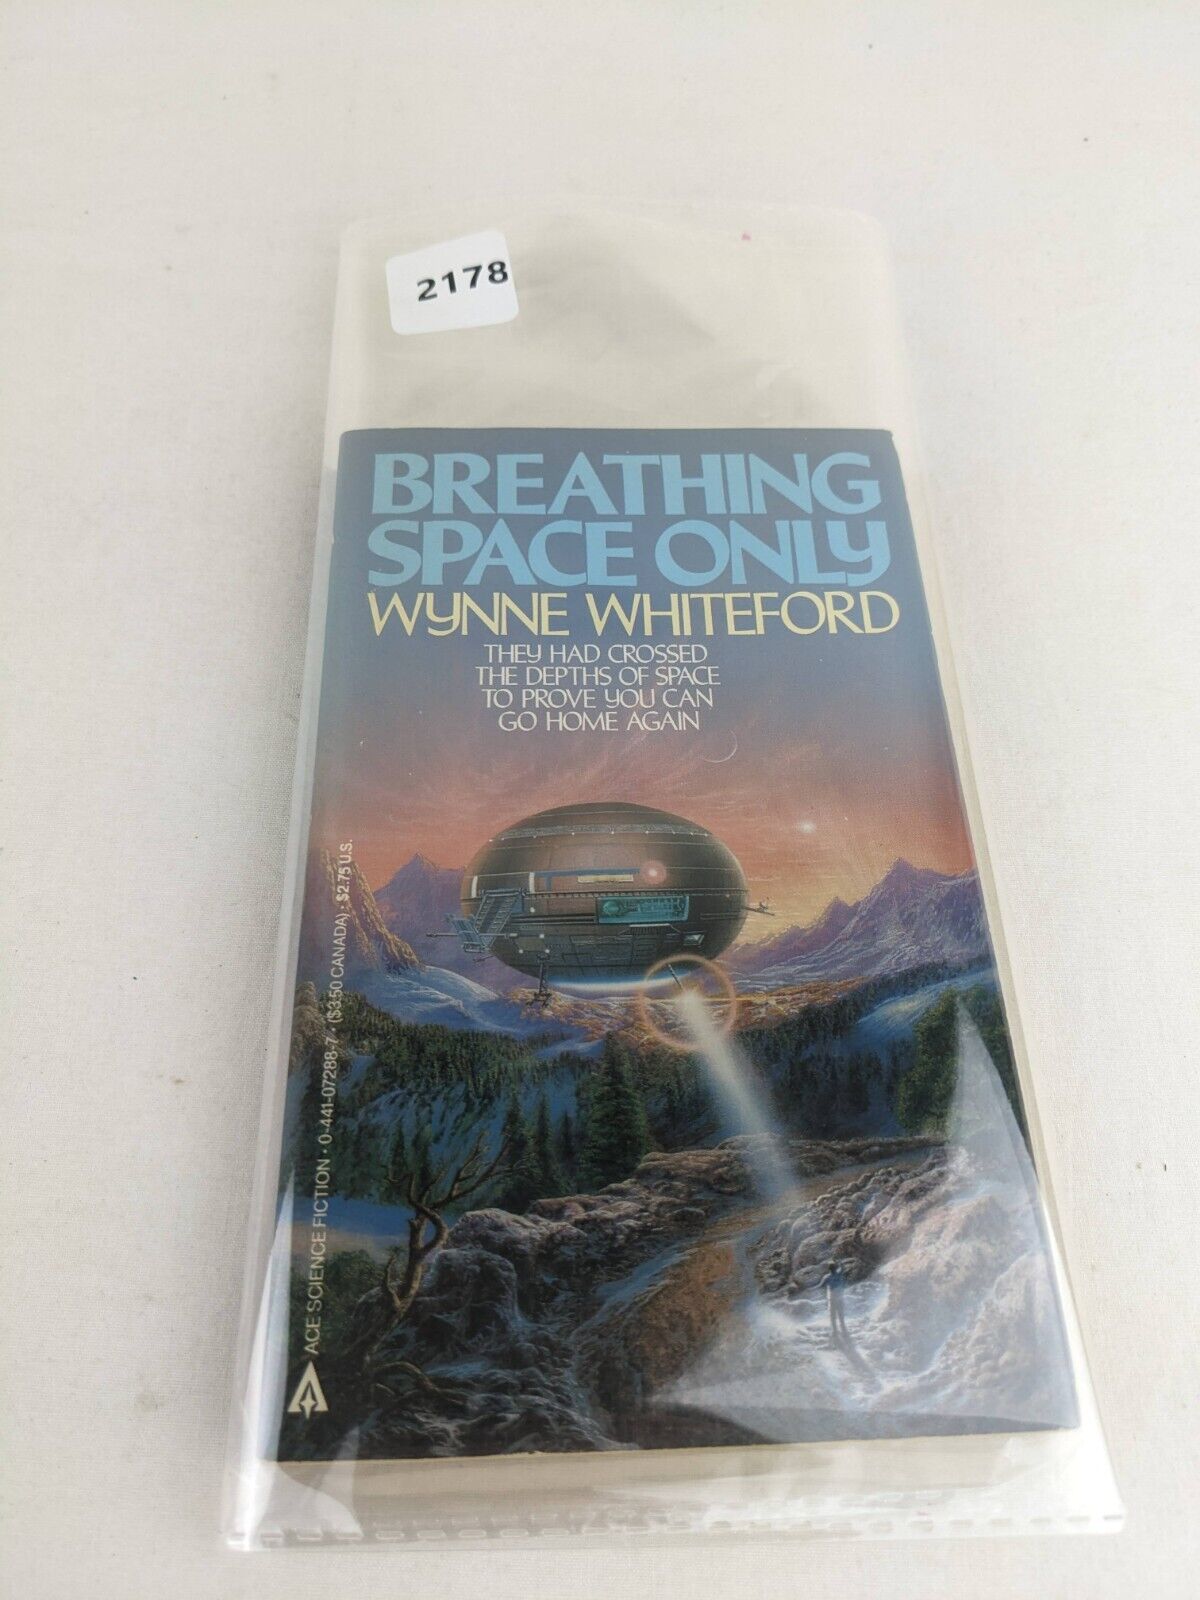 2178
BREATHING
SPACE ONLY
WYNNE WHITEFORD
THEY HAD CROSSED
THE DEPTHS OF SPACE
TO PROVE YOU CAN
GO HOME AGAIN
ACE SCIENCE FICTION · 0-441-07288-7 · ($3.50 CANADA) · $2.75 U.S.